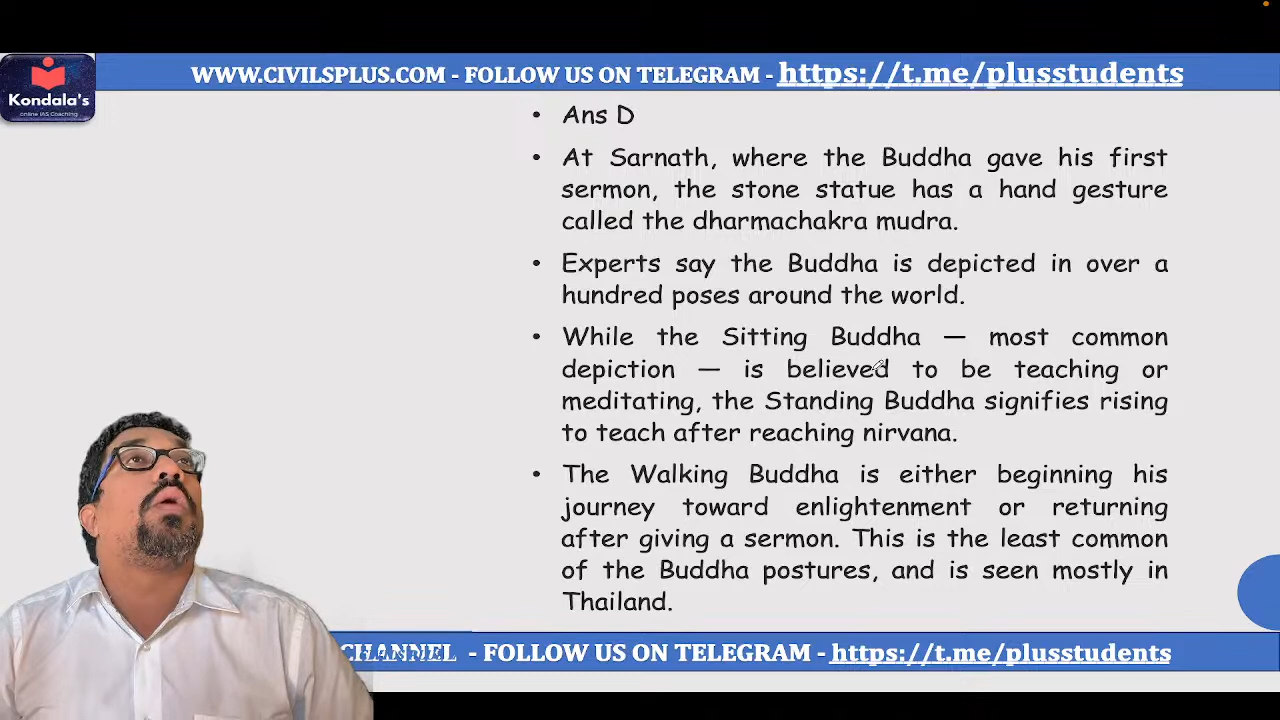 WWW.CIVILSPLUS.COM - FOLLOW US ON TELEGRAM - https://t.me/plusstudents
Kondala's
online IAS Coaching
• Ans D
• At Sarnath, where the Buddha gave his first
sermon, the stone statue has a hand gesture
called the dharmachakra mudra.
• Experts say the Buddha is depicted in over a
hundred poses around the world.
• While the Sitting Buddha — most common
depiction — is believed to be teaching or
meditating, the Standing Buddha signifies rising
to teach after reaching nirvana.
• The Walking Buddha is either beginning his
journey toward enlightenment or returning
after giving a sermon. This is the least common
of the Buddha postures, and is seen mostly in
Thailand.
CHANNEL - FOLLOW US ON TELEGRAM - https://t.me/plusstudents